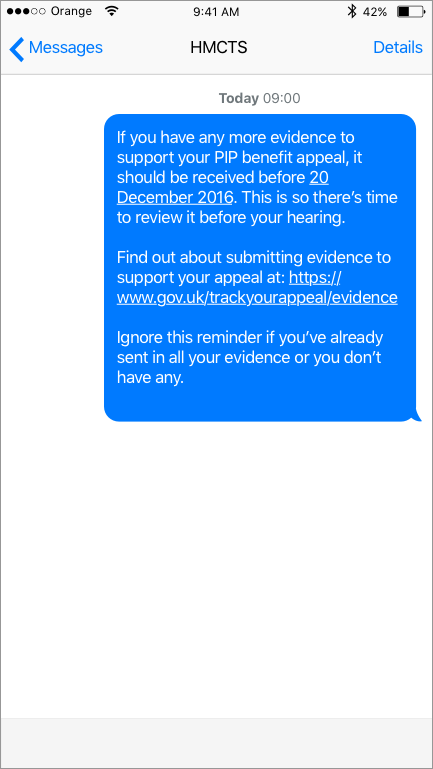 Orange 9:41 AM 42%
Messages HMCTS Details
Today 09:00
If you have any more evidence to
support your PIP benefit appeal, it
should be received before 20
December 2016. This is so there’s time
to review it before your hearing.
Find out about submitting evidence to
support your appeal at: https://
www.gov.uk/trackyourappeal/evidence
Ignore this reminder if you’ve already
sent in all your evidence or you don’t
have any.